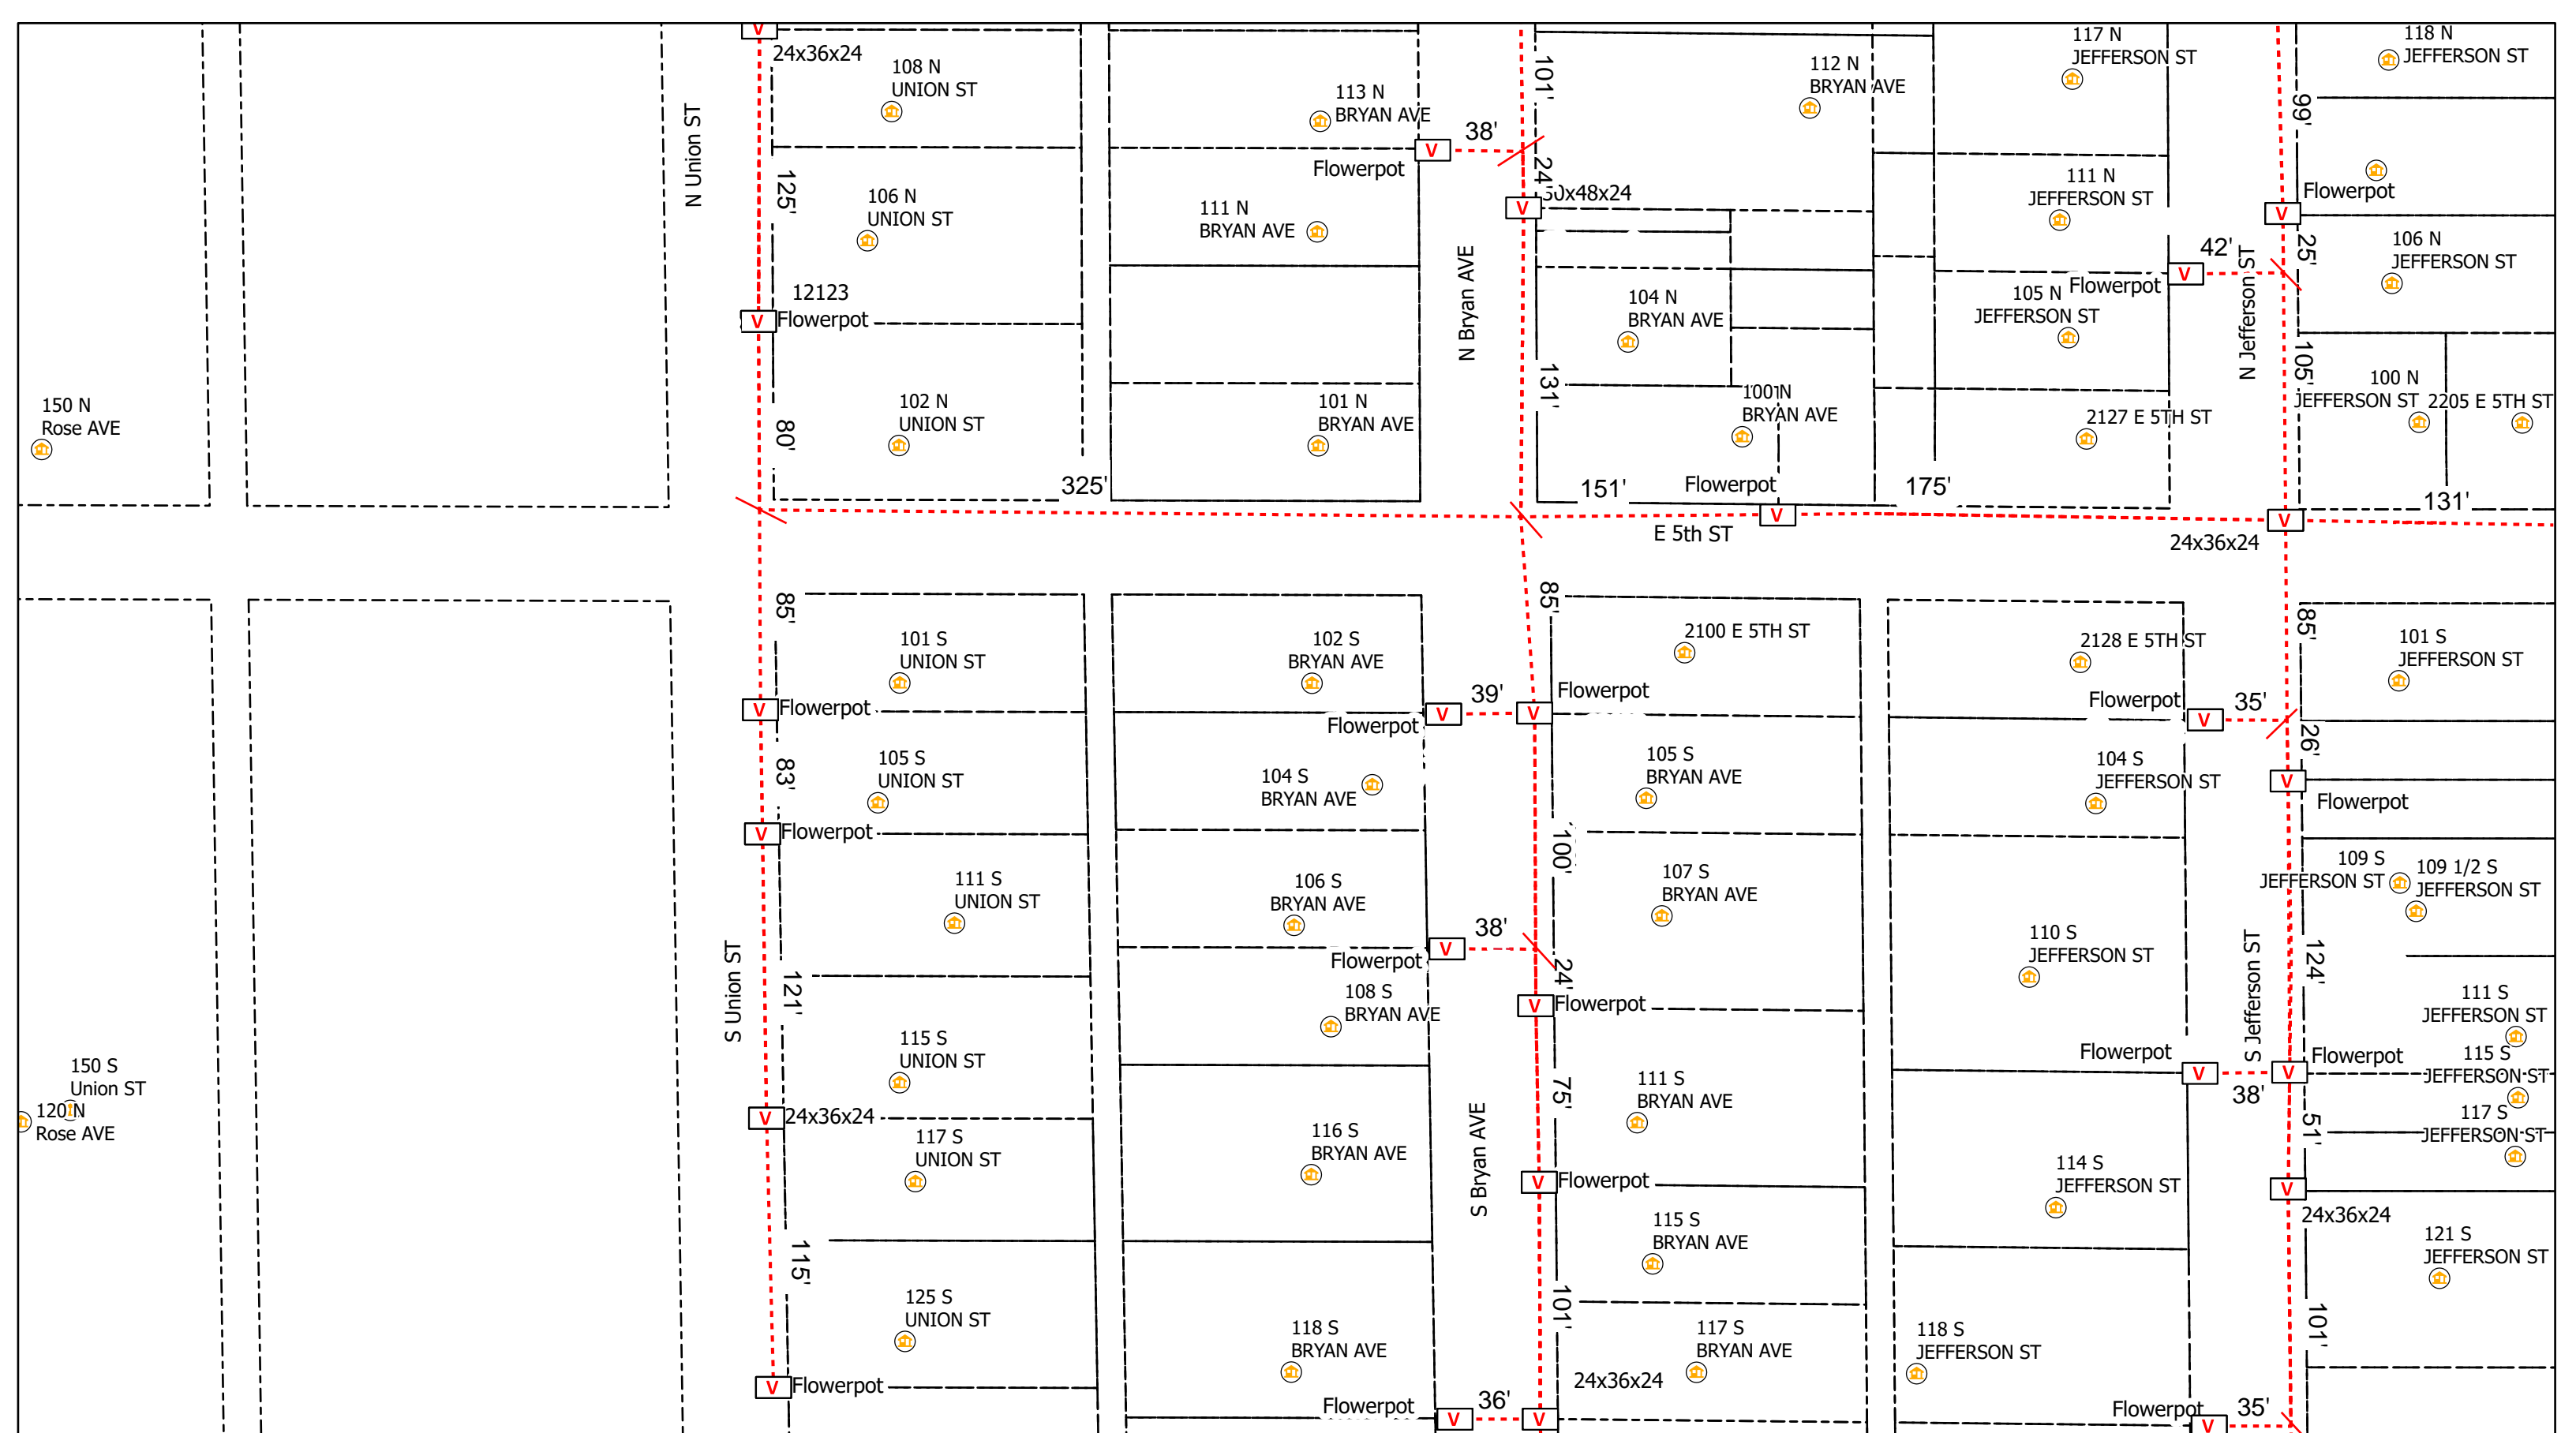 V
24x36x24
108 N
UNION ST
N Union ST
125'
106 N
UNION ST
12123
V Flowerpot
80'
102 N
UNION ST
150 N
Rose AVE
325'
113 N
BRYAN AVE
Flowerpot
V
38'
101'
24'
V
111 N
BRYAN AVE
N Bryan AVE
101 N
BRYAN AVE
131'
112 N
BRYAN AVE
104 N
BRYAN AVE
100 N
BRYAN AVE
151'
Flowerpot
V
E 5th ST
175'
117 N
JEFFERSON ST
111 N
JEFFERSON ST
42'
Flowerpot
V
105 N
JEFFERSON ST
2127 E 5TH ST
N Jefferson ST
118 N
JEFFERSON ST
99'
Flowerpot
V
25'
106 N
JEFFERSON ST
105'
100 N
JEFFERSON ST
2205 E 5TH ST
131'
V
24x36x24
85'
101 S
UNION ST
V Flowerpot
83'
105 S
UNION ST
V Flowerpot
111 S
UNION ST
S Union ST
121'
115 S
UNION ST
V 24x36x24
117 S
UNION ST
115'
125 S
UNION ST
V Flowerpot
150 S
Union ST
120 N
Rose AVE
102 S
BRYAN AVE
Flowerpot
V
39'
V
Flowerpot
85'
104 S
BRYAN AVE
106 S
BRYAN AVE
Flowerpot
V
38'
100'
24'
V Flowerpot
108 S
BRYAN AVE
116 S
BRYAN AVE
S Bryan AVE
75'
V Flowerpot
118 S
BRYAN AVE
Flowerpot
V
36'
V
101'
24x36x24
2100 E 5TH ST
105 S
BRYAN AVE
107 S
BRYAN AVE
111 S
BRYAN AVE
115 S
BRYAN AVE
117 S
BRYAN AVE
2128 E 5TH ST
Flowerpot
V
35'
104 S
JEFFERSON ST
110 S
JEFFERSON ST
Flowerpot
V
38'
S Jefferson ST
114 S
JEFFERSON ST
118 S
JEFFERSON ST
Flowerpot
V
35'
85'
101 S
JEFFERSON ST
26'
V
Flowerpot
109 S
JEFFERSON ST
109 1/2 S
JEFFERSON ST
124'
111 S
JEFFERSON ST
V
Flowerpot
115 S
JEFFERSON ST
51'
117 S
JEFFERSON ST
V
24x36x24
121 S
JEFFERSON ST
101'